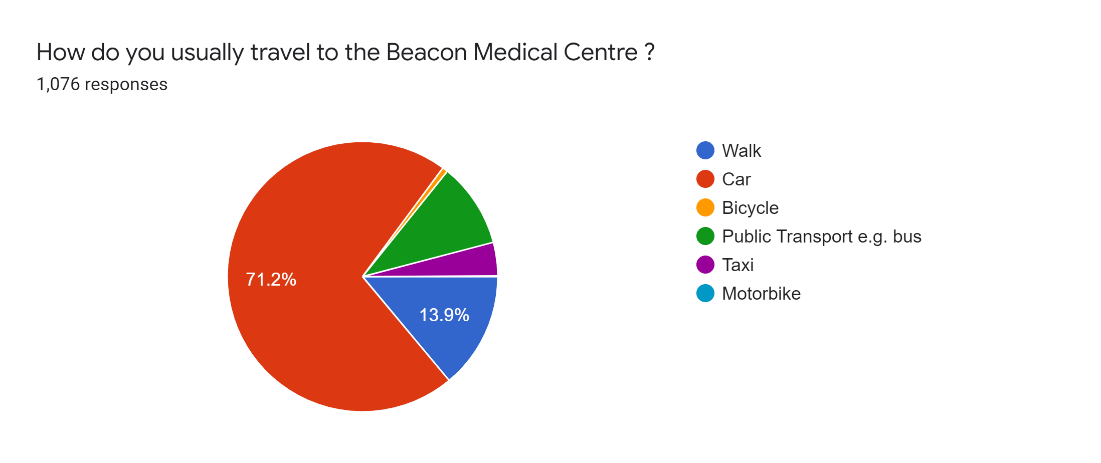 How do you usually travel to the Beacon Medical Centre ?
1,076 responses
Walk
Car
Bicycle
Public Transport e.g. bus
Taxi
Motorbike
71.2%
13.9%